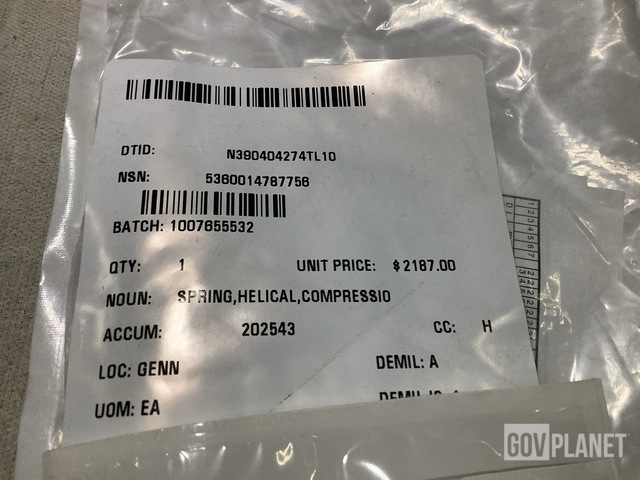 DTID: N390404274TL10
NSN: 5360014787756
BATCH: 1007655532
QTY: 1 UNIT PRICE: $ 2187.00
NOUN: SPRING,HELICAL,COMPRESSIO
ACCUM: 202543 CC: H
LOC: GENN DEMIL: A
UOM: EA
GOVPLANET